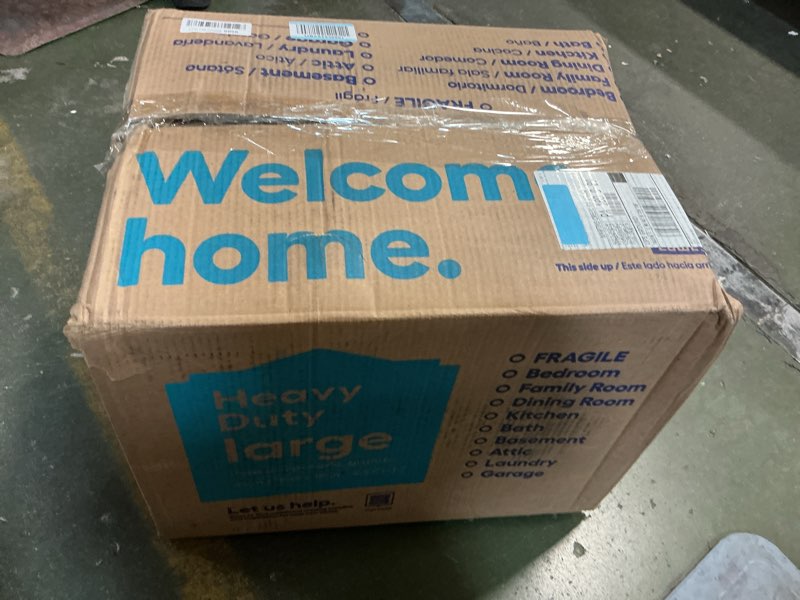 FRAGILE / Frágil
Bedroom / Dormitorio
Family Room / Sala familiar
Dining Room / Comedor
Kitchen / Cocina
Bath / Baño
Basement / Sótano
Attic / Ático
Laundry / Lavandería
Welcom
home.
This side up / Este lado hacia arr
Heavy
Duty
large
Let us help.
FRAGILE
Bedroom
Family Room
Dining Room
Kitchen
Bath
Basement
Attic
Laundry
Garage